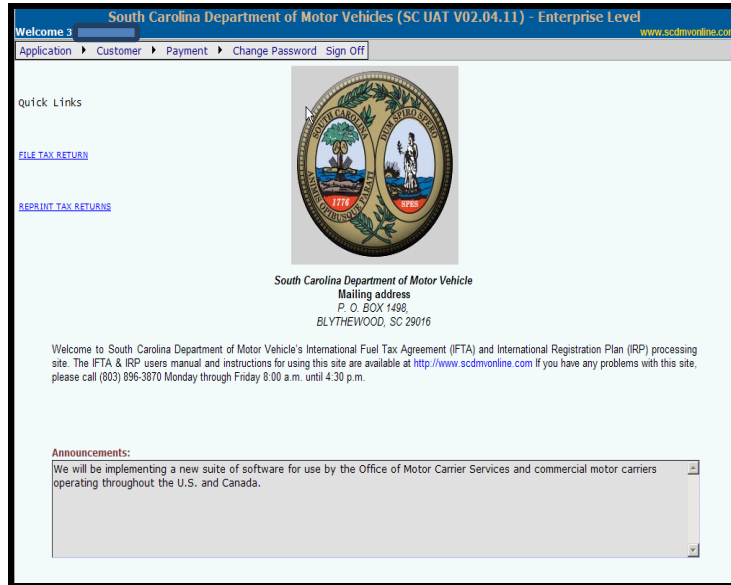 South Carolina Department of Motor Vehicles (SC UAT V02.04.11) - Enterprise Level
Welcome 3
www.scdmvonline.com
Application Customer Payment Change Password Sign Off
Quick Links
FILE TAX RETURN
REPRINT TAX RETURNS
SOUTH CAROLINA
DUM SPIRO SPERO
1776
SPES
ANIMIS OPIBUSQUE PARATI
South Carolina Department of Motor Vehicle
Mailing address
P. O. BOX 1498,
BLYTHEWOOD, SC 29016
Welcome to South Carolina Department of Motor Vehicle's International Fuel Tax Agreement (IFTA) and International Registration Plan (IRP) processing
site. The IFTA & IRP users manual and instructions for using this site are available at http://www.scdmvonline.com If you have any problems with this site,
please call (803) 896-3870 Monday through Friday 8:00 a.m. until 4:30 p.m.
Announcements:
We will be implementing a new suite of software for use by the Office of Motor Carrier Services and commercial motor carriers
operating throughout the U.S. and Canada.